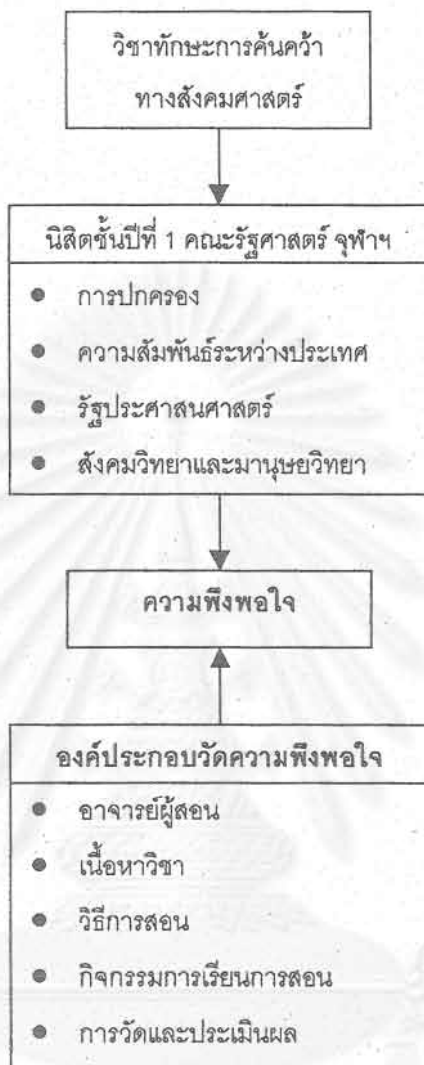 วิชาทักษะการค้นคว้า
ทางสังคมศาสตร์
นิสิตชั้นปีที่ 1 คณะรัฐศาสตร์ จุฬาฯ
● การปกครอง
● ความสัมพันธ์ระหว่างประเทศ
● รัฐประศาสนศาสตร์
● สังคมวิทยาและมานุษยวิทยา
ความพึงพอใจ
องค์ประกอบวัดความพึงพอใจ
● อาจารย์ผู้สอน
● เนื้อหาวิชา
● วิธีการสอน
● กิจกรรมการเรียนการสอน
● การวัดและประเมินผล